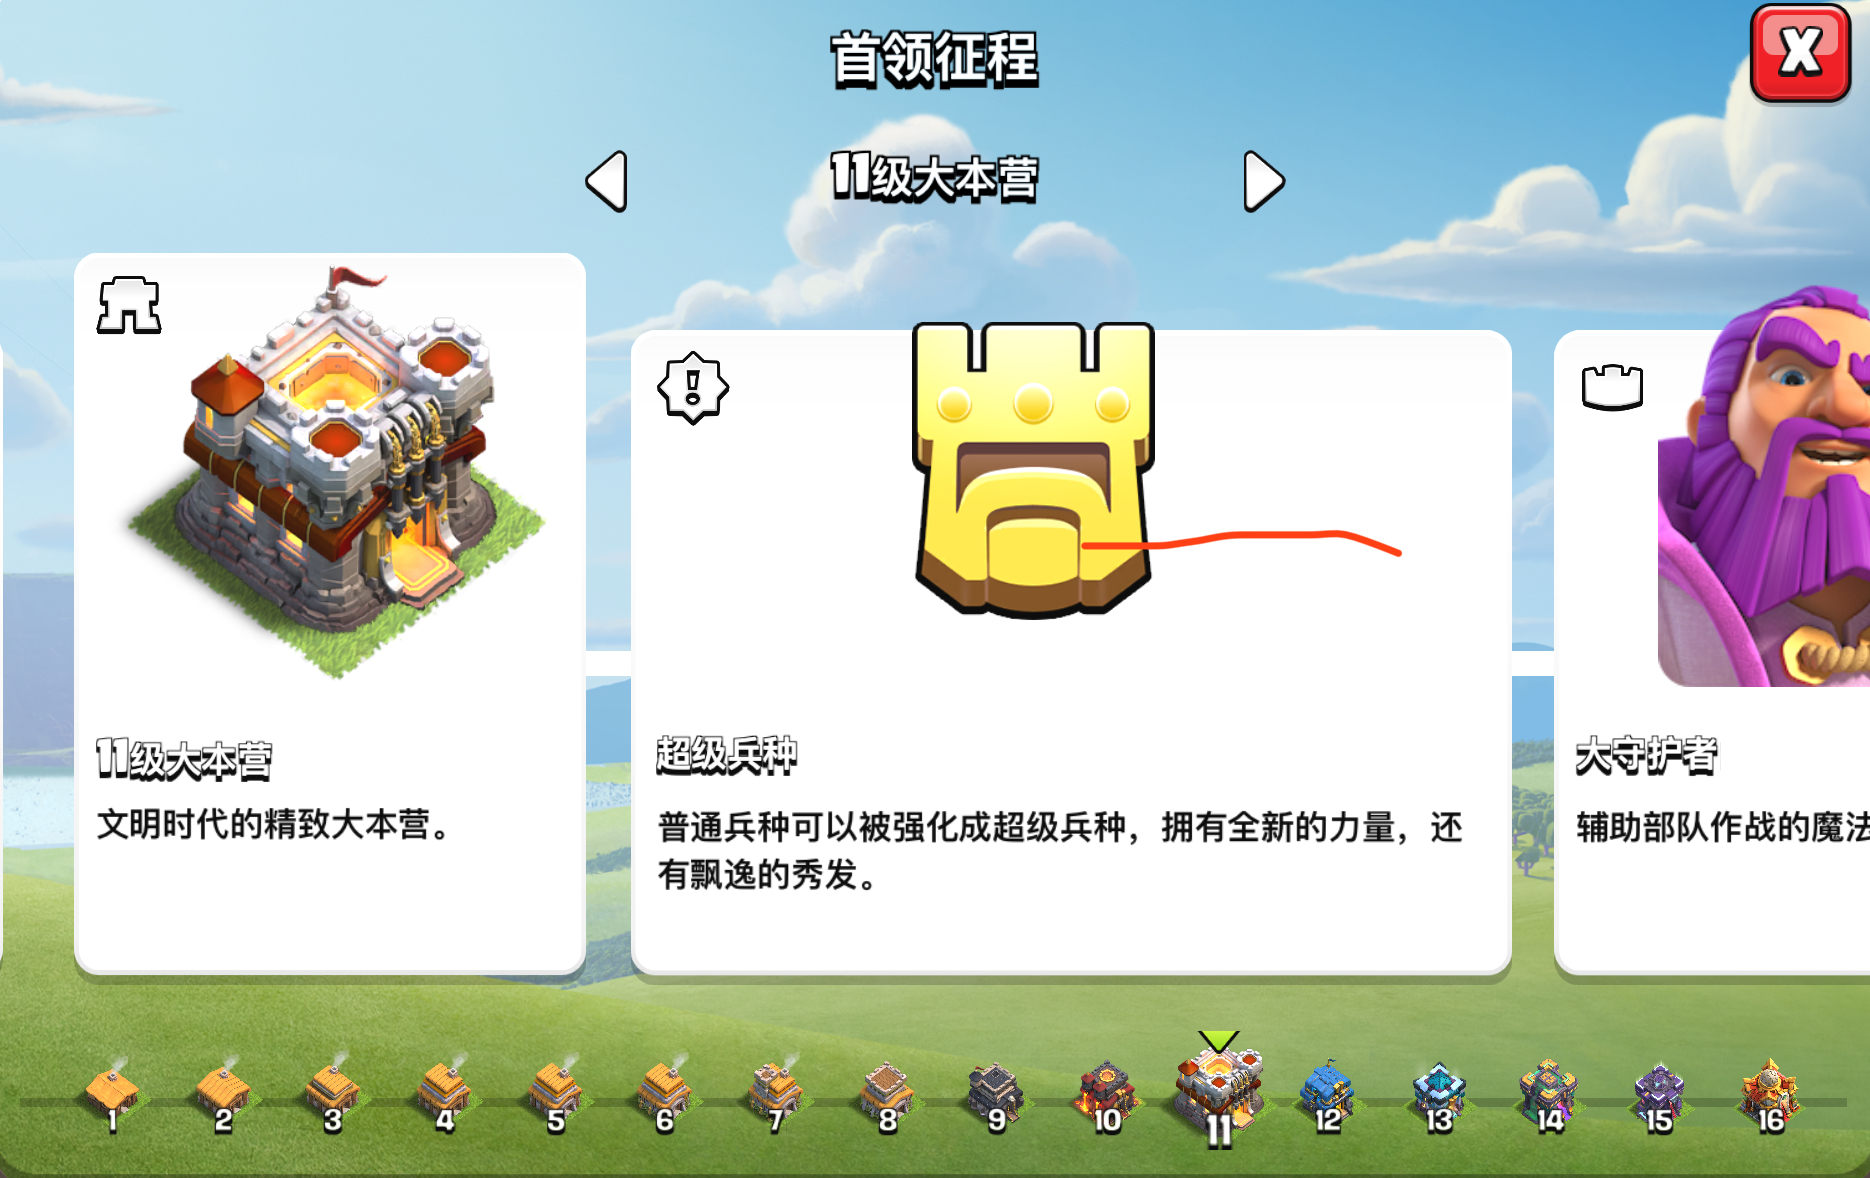 首领征程
11级大本营
11级大本营
文明时代的精致大本营。
超级兵种
普通兵种可以被强化成超级兵种，拥有全新的力量，还
有飘逸的秀发。
大守护者
辅助部队作战的魔法
1 2 3 4 5 6 7 8 9 10 11 12 13 14 15 16